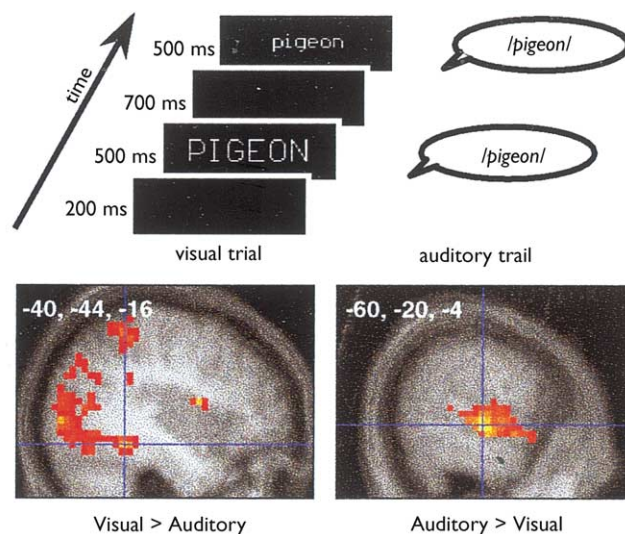 500 ms
pigeon
/pigeon/
time
700 ms
500 ms
PIGEON
/pigeon/
200 ms
visual trial
auditory trail
-40, -44, -16
-60, -20, -4
Visual > Auditory
Auditory > Visual